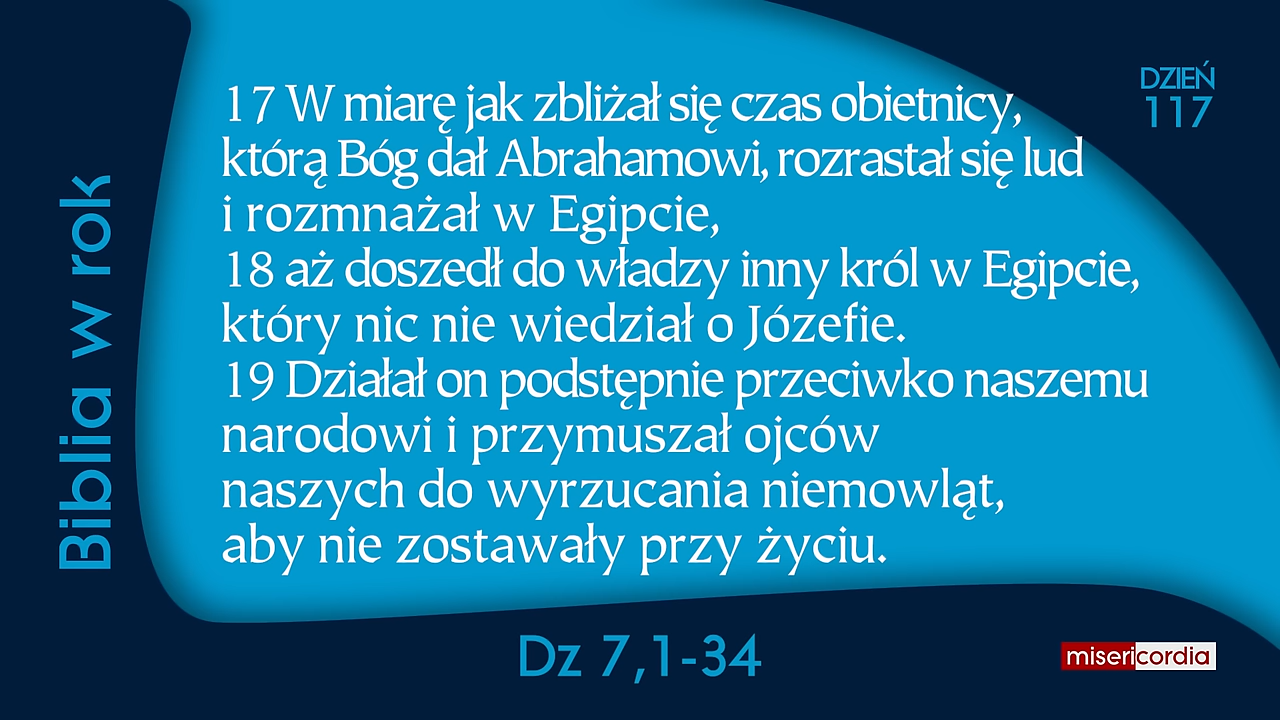 DZIEŃ
117
17 W miarę jak zbliżał się czas obietnicy,
którą Bóg dał Abrahamowi, rozrastał się lud
i rozmnażał w Egipcie,
18 aż doszedł do władzy inny król w Egipcie,
który nic nie wiedział o Józefie.
19 Działał on podstępnie przeciwko naszemu
narodowi i przymuszał ojców
naszych do wyrzucania niemowląt,
aby nie zostawały przy życiu.
Biblia w rok
Dz 7,1-34
misericordia